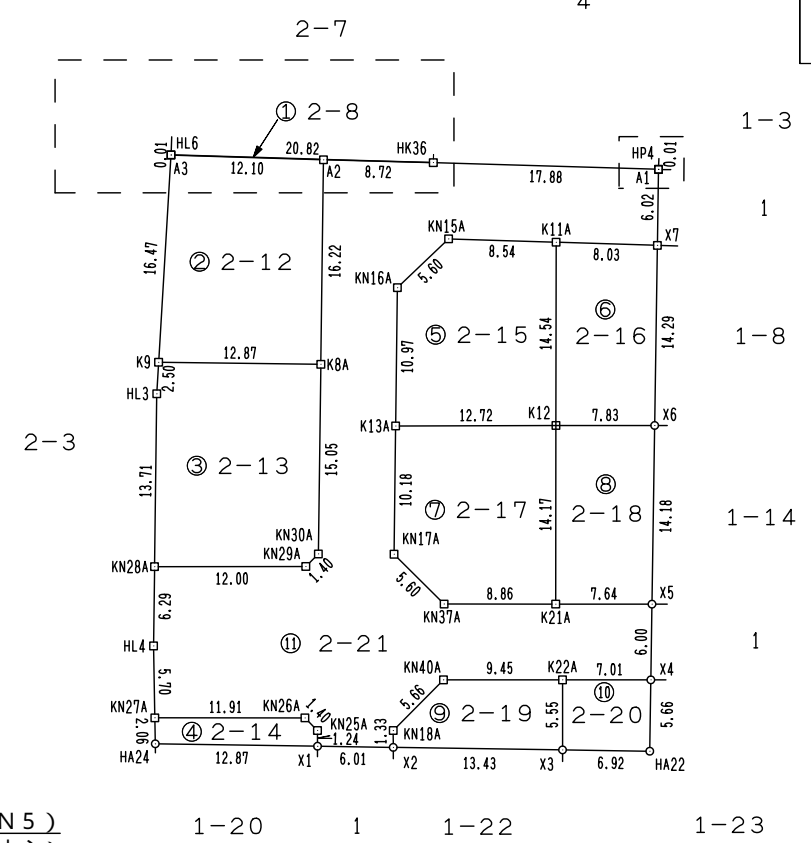 4
2-7
① 2-8
1-3
HL6
20.82
HK36
HP4
0.01
0.01
A3
12.10
A2
8.72
17.88
A1
6.02
1
KN15A
K11A
X7
8.54
8.03
16.47
② 2-12
16.22
KN16A
5.60
⑥
⑤ 2-15
14.54
2-16
14.29
1-8
K9
12.87
K8A
10.97
2.50
HL3
K13A
12.72
K12
7.83
X6
2-3
13.71
③ 2-13
15.05
10.18
⑧
⑦ 2-17
14.17
2-18
14.18
1-14
KN30A
KN29A
KN17A
KN28A
12.00
1.40
5.60
8.86
7.64
X5
KN37A
K21A
6.29
6.00
1
HL4
⑪ 2-21
KN40A
9.45
K22A
7.01
X4
5.70
⑩
KN27A
11.91
KN26A
1.40
5.66
⑨ 2-19
5.55
2-20
5.66
2.06
④ 2-14
KN25A
1.24
1.33
KN18A
HA24
12.87
X1
6.01
X2
13.43
X3
6.92
HA22
N5)
1-20
1
1-22
1-23